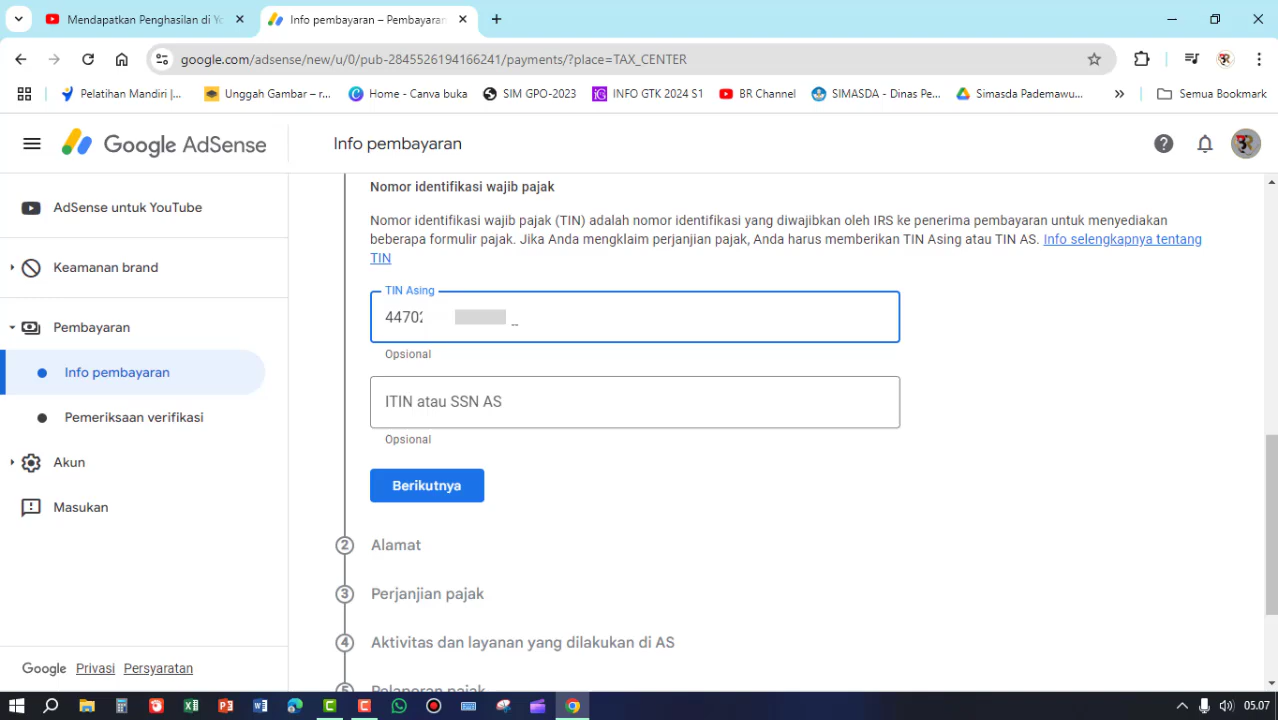 Mendapatkan Penghasilan di Yo
Info pembayaran – Pembayaran
google.com/adsense/new/u/0/pub-2845526194166241/payments/?place=TAX_CENTER
Pelatihan Mandiri |...
Unggah Gambar – r...
Home - Canva buka
SIM GPO-2023
INFO GTK 2024 S1
BR Channel
SIMASDA - Dinas Pe...
Simasda Pademawu...
»
Semua Bookmark
Google AdSense
Info pembayaran
AdSense untuk YouTube
Keamanan brand
Pembayaran
Info pembayaran
Pemeriksaan verifikasi
Akun
Masukan
Google Privasi Persyaratan
Nomor identifikasi wajib pajak
Nomor identifikasi wajib pajak (TIN) adalah nomor identifikasi yang diwajibkan oleh IRS ke penerima pembayaran untuk menyediakan
beberapa formulir pajak. Jika Anda mengklaim perjanjian pajak, Anda harus memberikan TIN Asing atau TIN AS. Info selengkapnya tentang
TIN
TIN Asing
4470
Opsional
ITIN atau SSN AS
Opsional
Berikutnya
2 Alamat
3 Perjanjian pajak
4 Aktivitas dan layanan yang dilakukan di AS
5 Pelaporan pajak
05.07